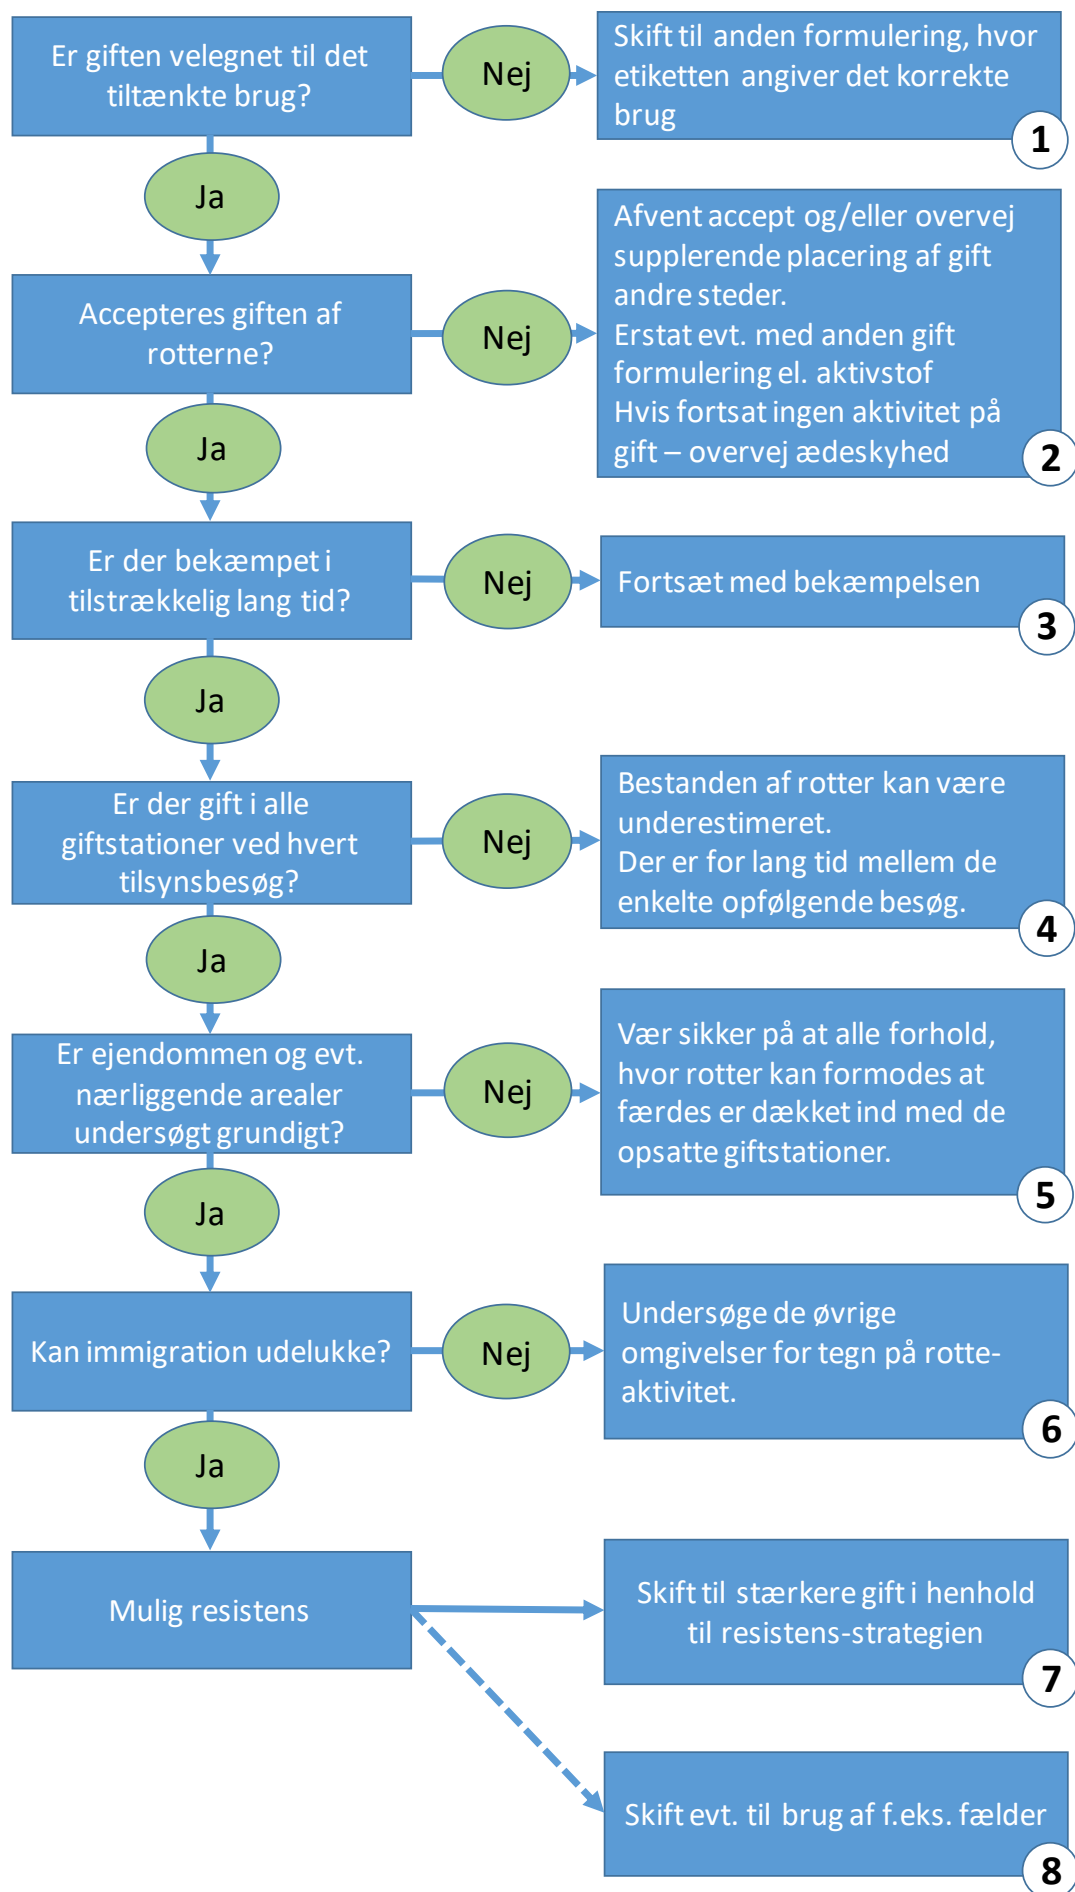 Er giften velegnet til det
tiltænkte brug?
Nej
Skift til anden formulering, hvor
etiketten angiver det korrekte
brug
1
Ja
Accepteres giften af
rotterne?
Nej
Afvent accept og/eller overvej
supplerende placering af gift
andre steder.
Erstat evt. med anden gift
formulering el. aktivstof
Hvis fortsat ingen aktivitet på
gift – overvej ædeskyhed
2
Ja
Er der bekæmpet i
tilstrækkelig lang tid?
Nej
Fortsæt med bekæmpelsen
3
Ja
Er der gift i alle
giftstationer ved hvert
tilsynsbesøg?
Nej
Bestanden af rotter kan være
underestimeret.
Der er for lang tid mellem de
enkelte opfølgende besøg.
4
Ja
Er ejendommen og evt.
nærliggende arealer
undersøgt grundigt?
Nej
Vær sikker på at alle forhold,
hvor rotter kan formodes at
færdes er dækket ind med de
opsatte giftstationer.
5
Ja
Kan immigration udelukke?
Nej
Undersøge de øvrige
omgivelser for tegn på rotte-
aktivitet.
6
Ja
Mulig resistens
Skift til stærkere gift i henhold
til resistens-strategien
7
Skift evt. til brug af f.eks. fælder
8